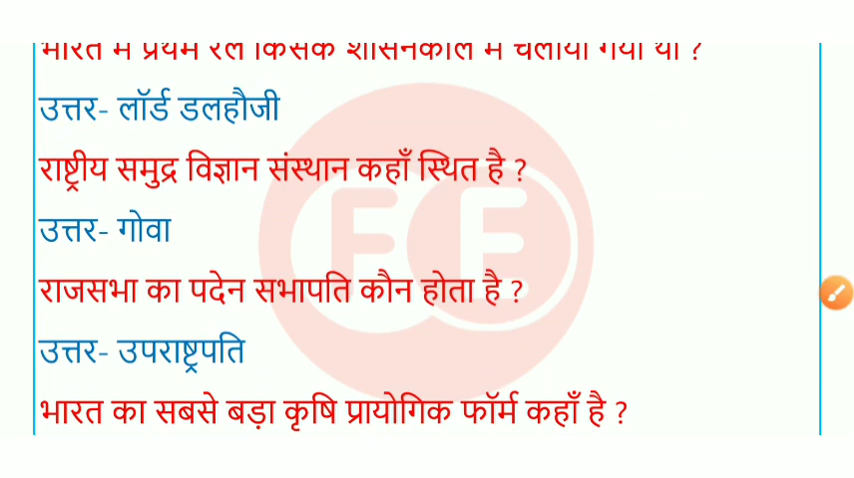 भारत में प्रथम रेल किसके शासनकाल में चलाया गया था ?
उत्तर- लॉर्ड डलहौजी
राष्ट्रीय समुद्र विज्ञान संस्थान कहाँ स्थित है ?
उत्तर- गोवा
राजसभा का पदेन सभापति कौन होता है ?
उत्तर- उपराष्ट्रपति
भारत का सबसे बड़ा कृषि प्रायोगिक फॉर्म कहाँ है ?